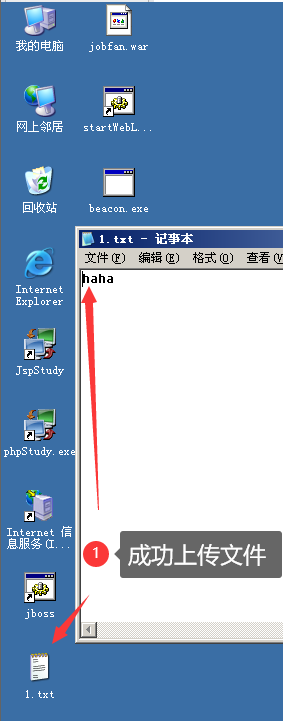 我的电脑
jobfan.war
网上邻居
startWebL...
回收站
beacon.exe
1.txt - 记事本
文件(F) 编辑(E) 格式(O) 查看(V
haha
Internet
Explorer
JspStudy
phpStudy.exe
Internet 信
息服务(I...
1
成功上传文件
jboss
1.txt